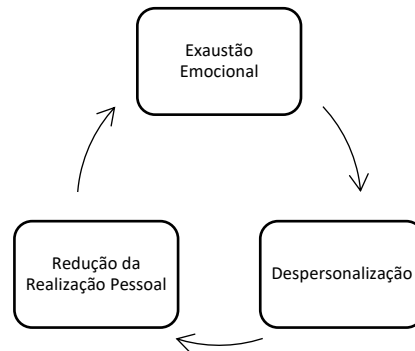 Exaustão
Emocional
Redução da
Realização Pessoal
Despersonalização